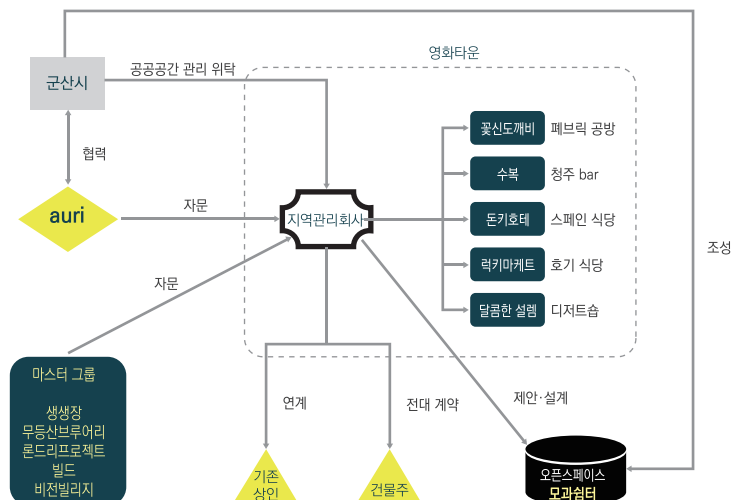 영화타운
공공공간 관리 위탁
군산시
꽃신도깨비 페브릭 공방
협력
수복 청주 bar
auri
자문
지역관리회사
돈키호테 스페인 식당
조성
럭키마케트 호기 식당
자문
달콤한 설렘 디저트숍
마스터 그룹
생생장
무등산브루어리
론드리프로젝트
빌드
비전빌리지
연계
전대 계약
제안·설계
기존
상인
건물주
오픈스페이스
모과쉼터